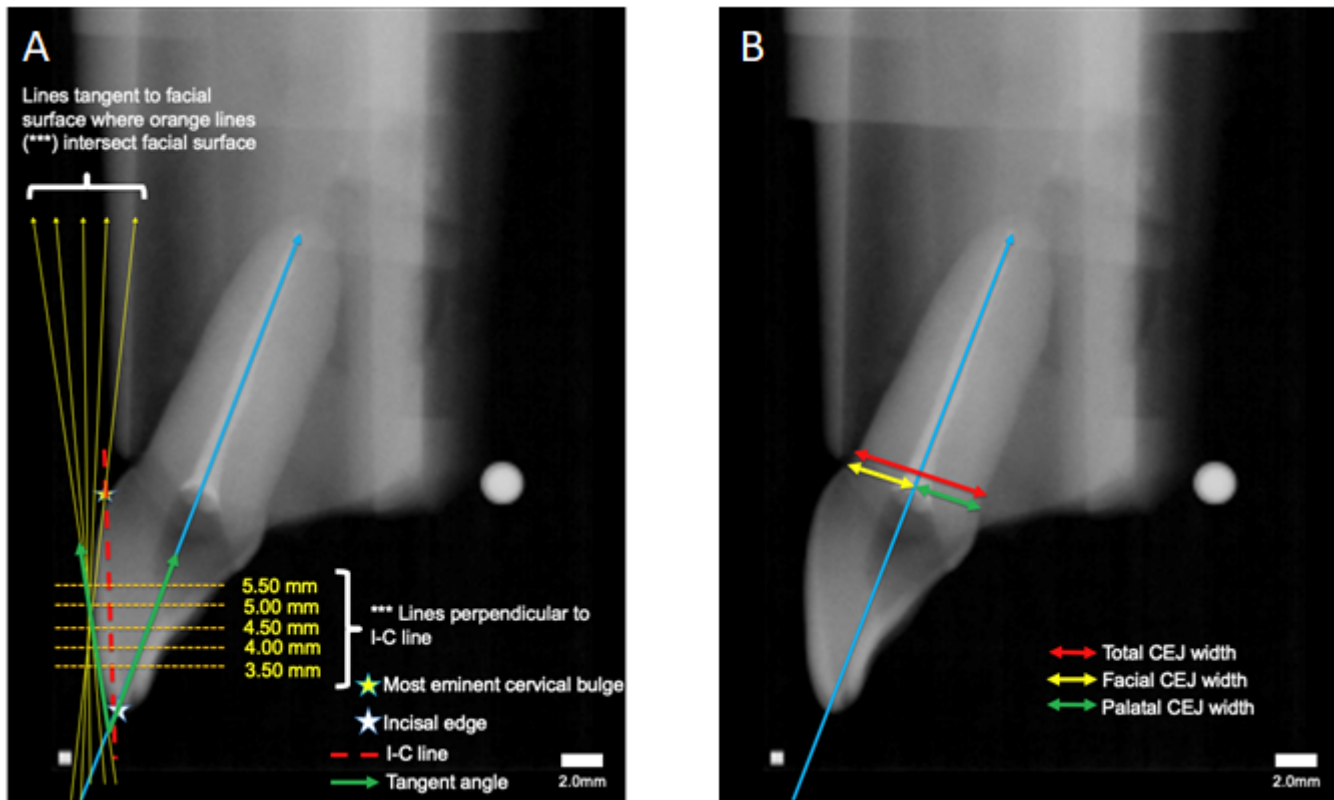 A
Lines tangent to facial
surface where orange lines
(***) intersect facial surface
5.50 mm
5.00 mm
4.50 mm
4.00 mm
3.50 mm
*** Lines perpendicular to
I-C line
Most eminent cervical bulge
Incisal edge
I-C line
Tangent angle
2.0mm
B
Total CEJ width
Facial CEJ width
Palatal CEJ width
2.0mm